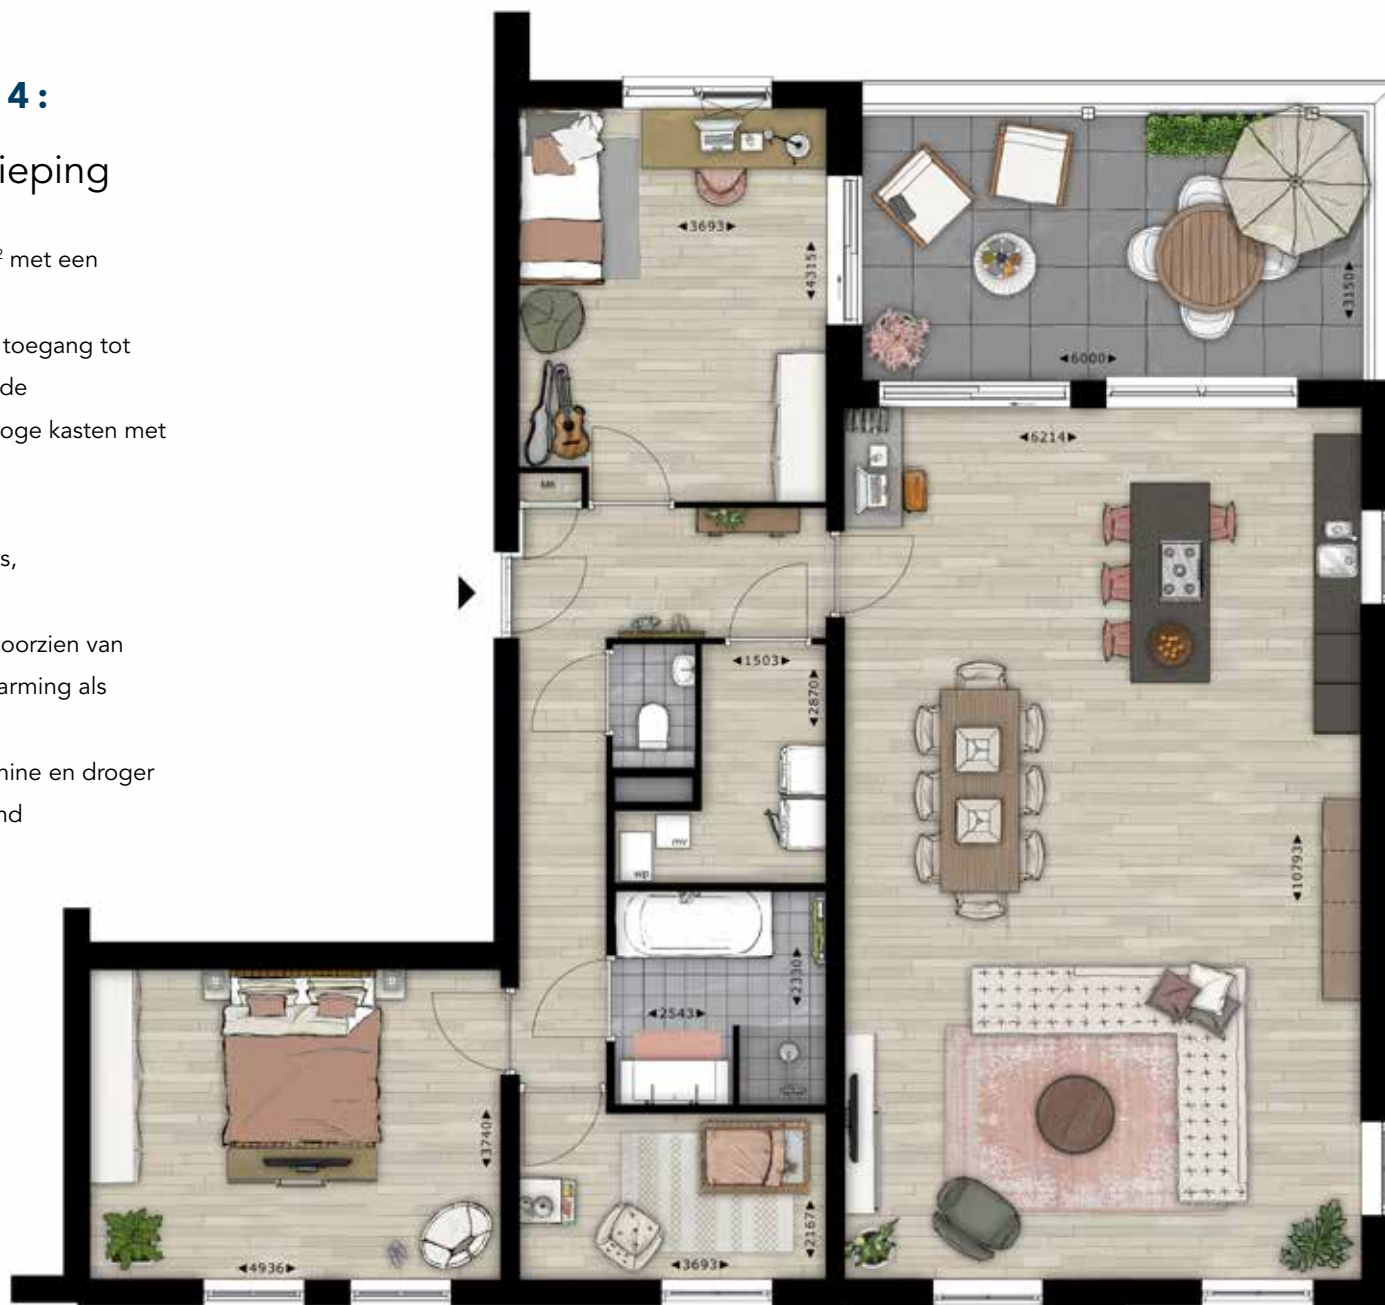 4:
ieping
² met een
toegang tot
de
oge kasten met
s,
oorzien van
arming als
nine en droger
nd
◄3693►
◄4315►
◄3150►
◄6000►
◄6214►
MK
◄1503►
◄2870►
mv
wp
◄10793►
◄2330►
◄2543►
◄3740►
◄2167►
◄3693►
◄4936►